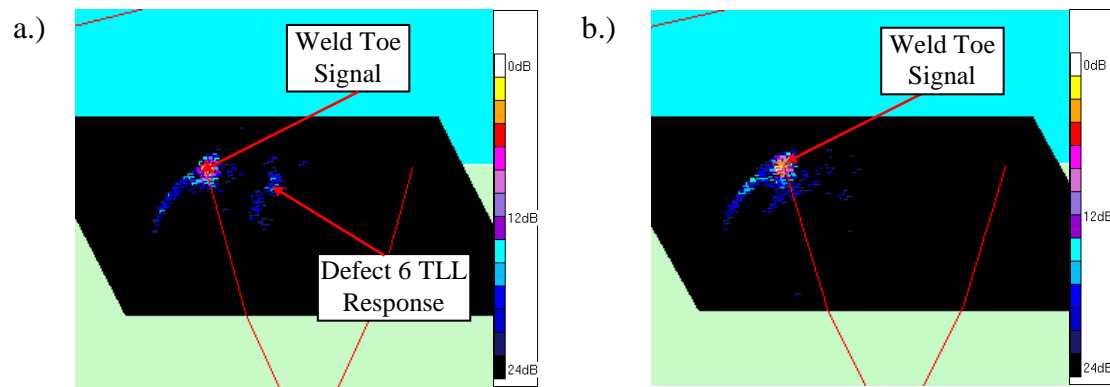 a.)
Weld Toe
Signal
0dB
12dB
24dB
Defect 6 TLL
Response
b.)
Weld Toe
Signal
0dB
12dB
24dB